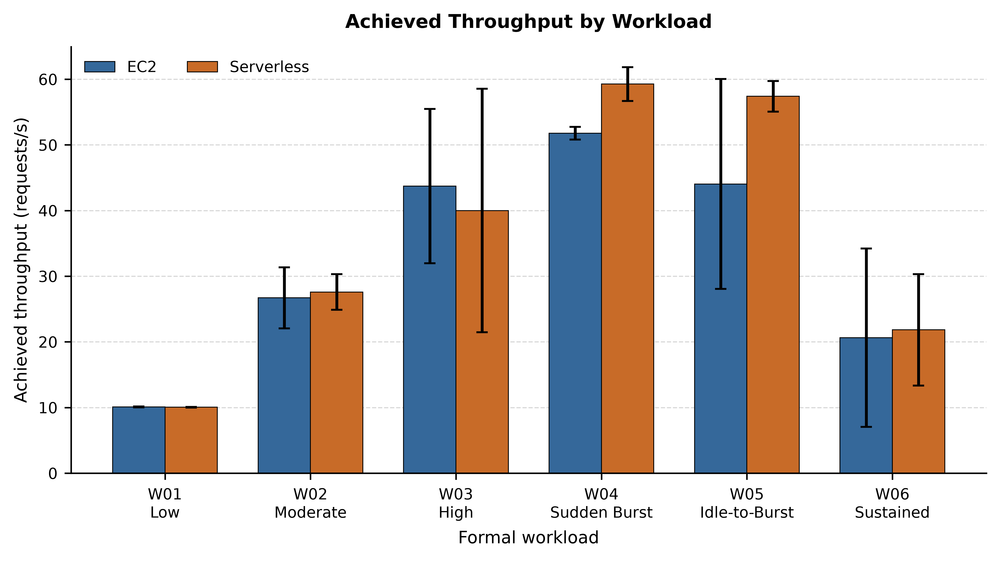 Achieved Throughput by Workload
EC2
Serverless
Achieved throughput (requests/s)
60
50
40
30
20
10
0
W01
Low
W02
Moderate
W03
High
W04
Sudden Burst
W05
Idle-to-Burst
W06
Sustained
Formal workload